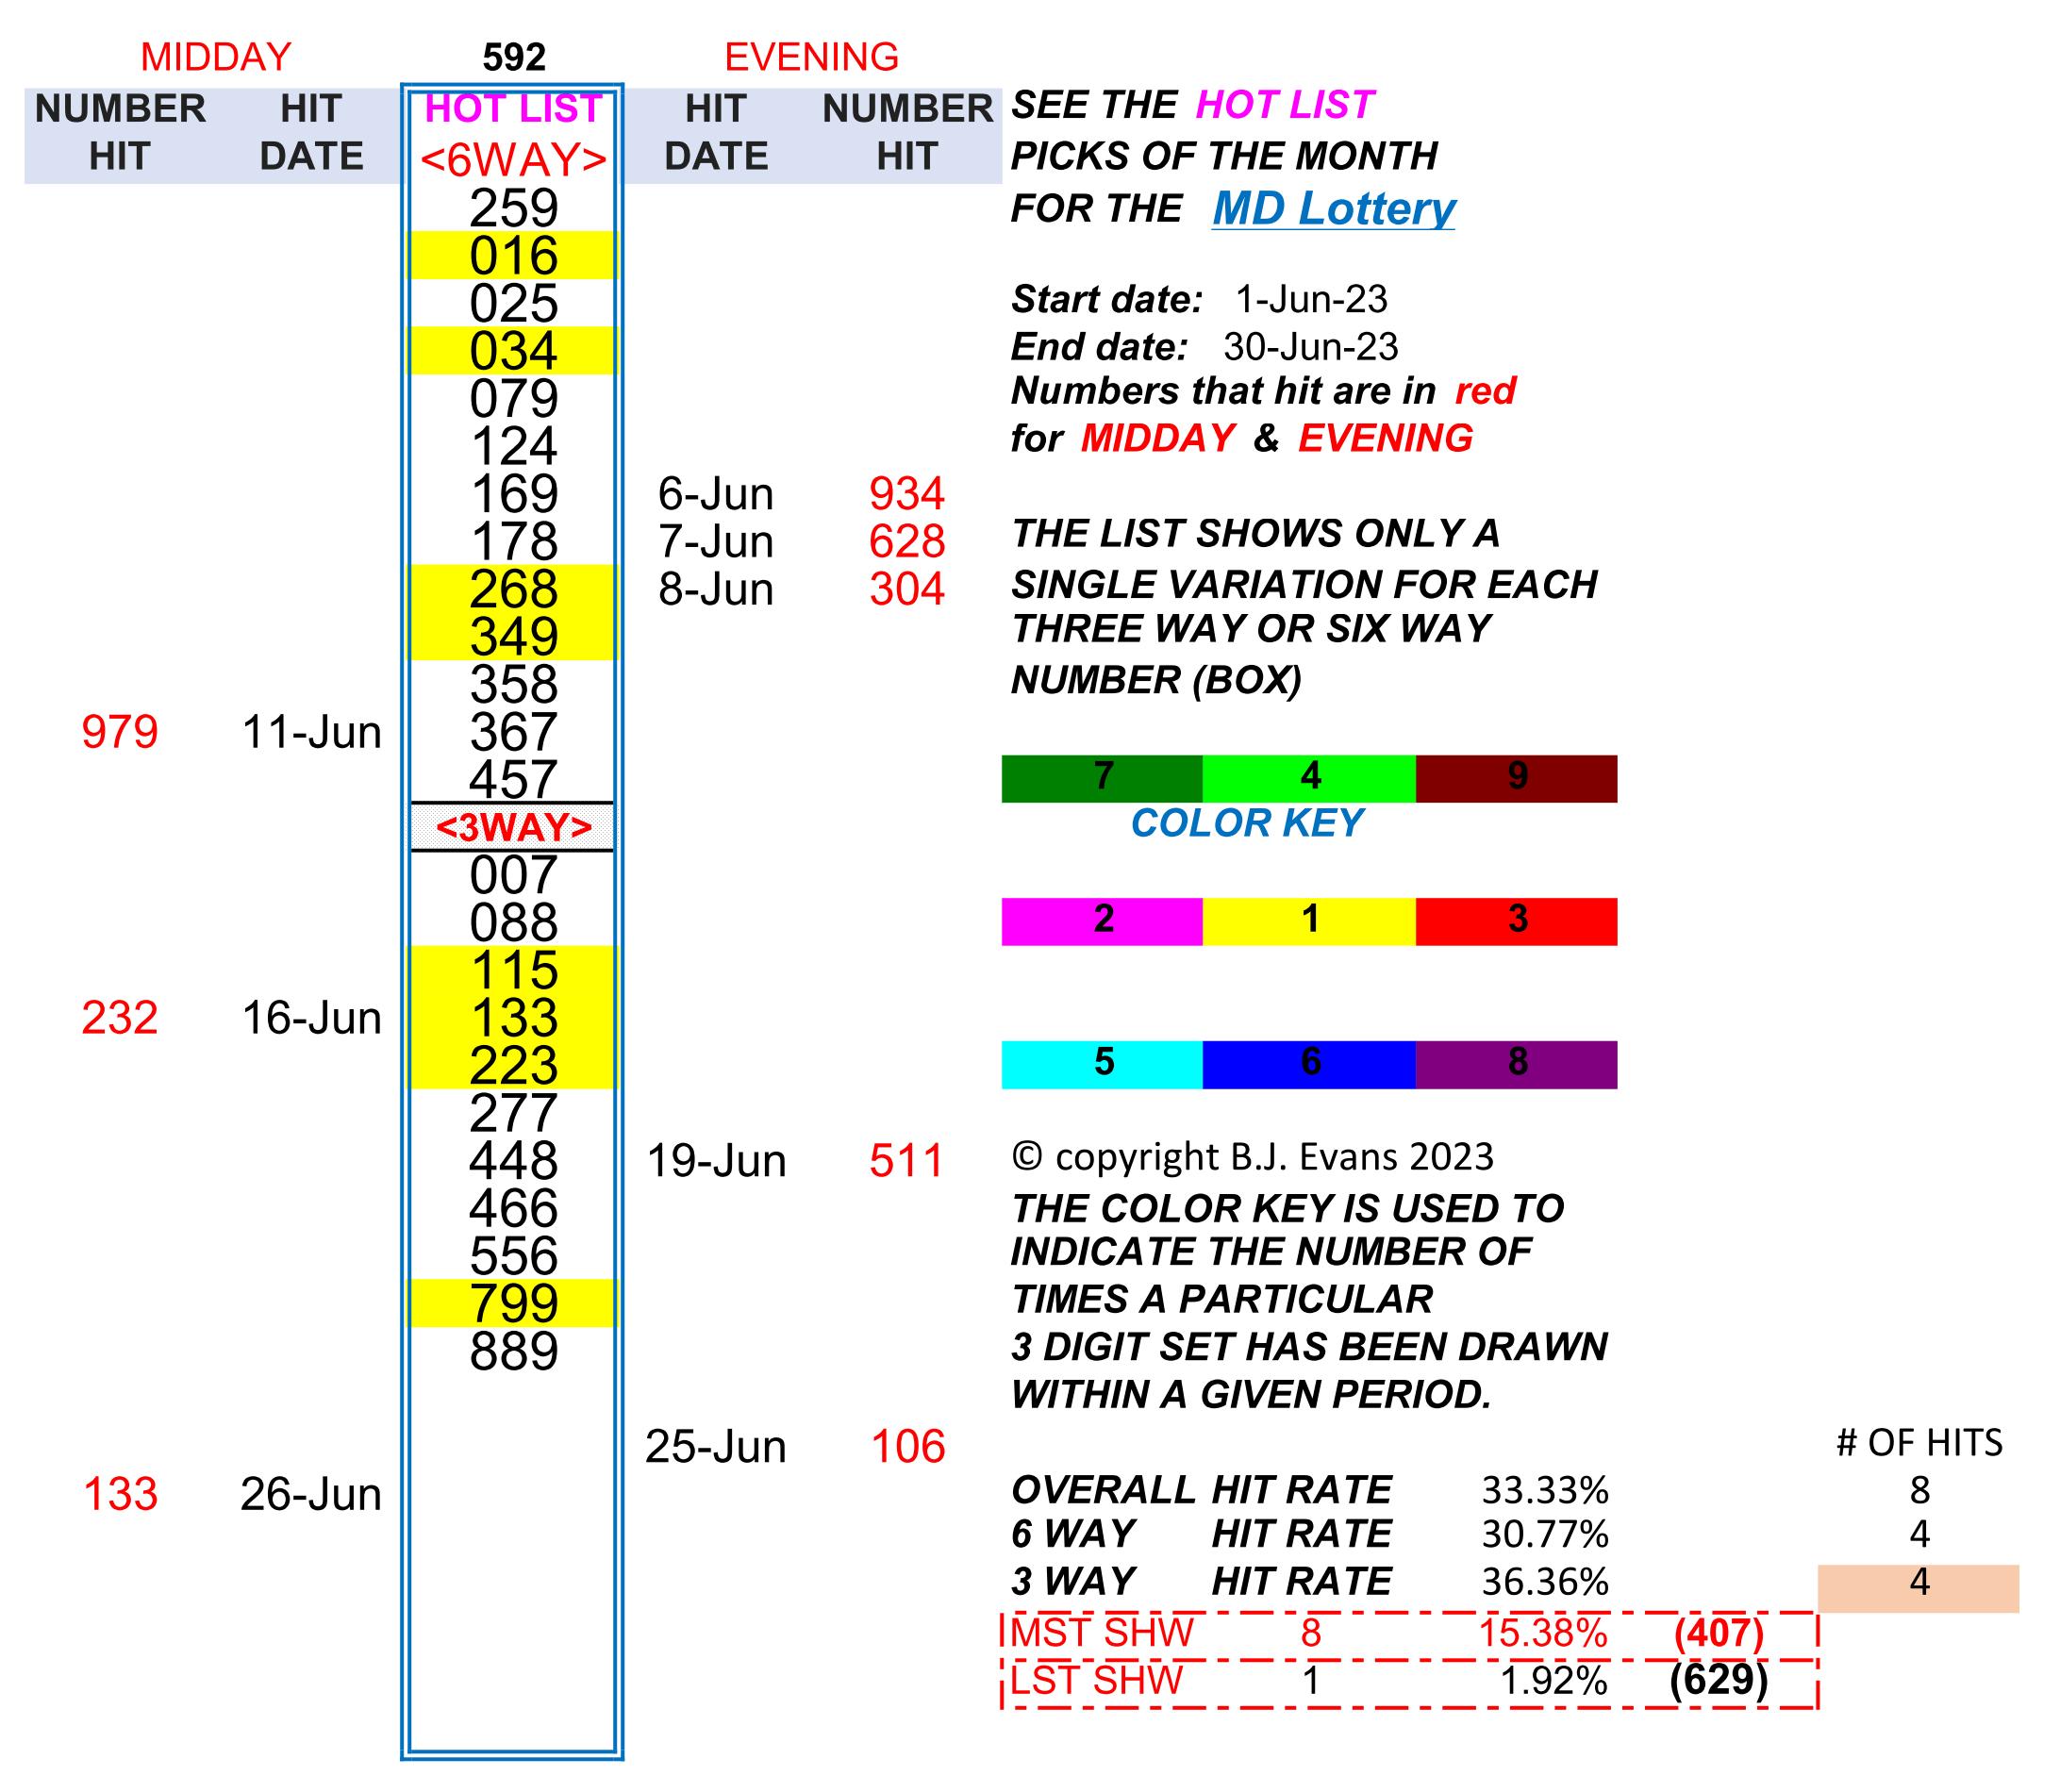 MIDDAY 592 EVENING
NUMBER HIT HOT LIST HIT NUMBER SEE THE HOT LIST
HIT DATE <6WAY> DATE HIT PICKS OF THE MONTH
259 FOR THE MD Lottery
016
025 Start date: 1-Jun-23
034 End date: 30-Jun-23
079 Numbers that hit are in red
124 for MIDDAY & EVENING
169 6-Jun 934
178 7-Jun 628 THE LIST SHOWS ONLY A
268 8-Jun 304 SINGLE VARIATION FOR EACH
349 THREE WAY OR SIX WAY
358 NUMBER (BOX)
979 11-Jun 367
457 7 4 9
<3WAY> COLOR KEY
007
088 2 1 3
115
232 16-Jun 133
223 5 6 8
277
448 19-Jun 511 © copyright B.J. Evans 2023
466 THE COLOR KEY IS USED TO
556 INDICATE THE NUMBER OF
799 TIMES A PARTICULAR
889 3 DIGIT SET HAS BEEN DRAWN
WITHIN A GIVEN PERIOD.
25-Jun 106 # OF HITS
133 26-Jun OVERALL HIT RATE 33.33% 8
6 WAY HIT RATE 30.77% 4
3 WAY HIT RATE 36.36% 4
MST SHW 8 15.38% (407)
LST SHW 1 1.92% (629)